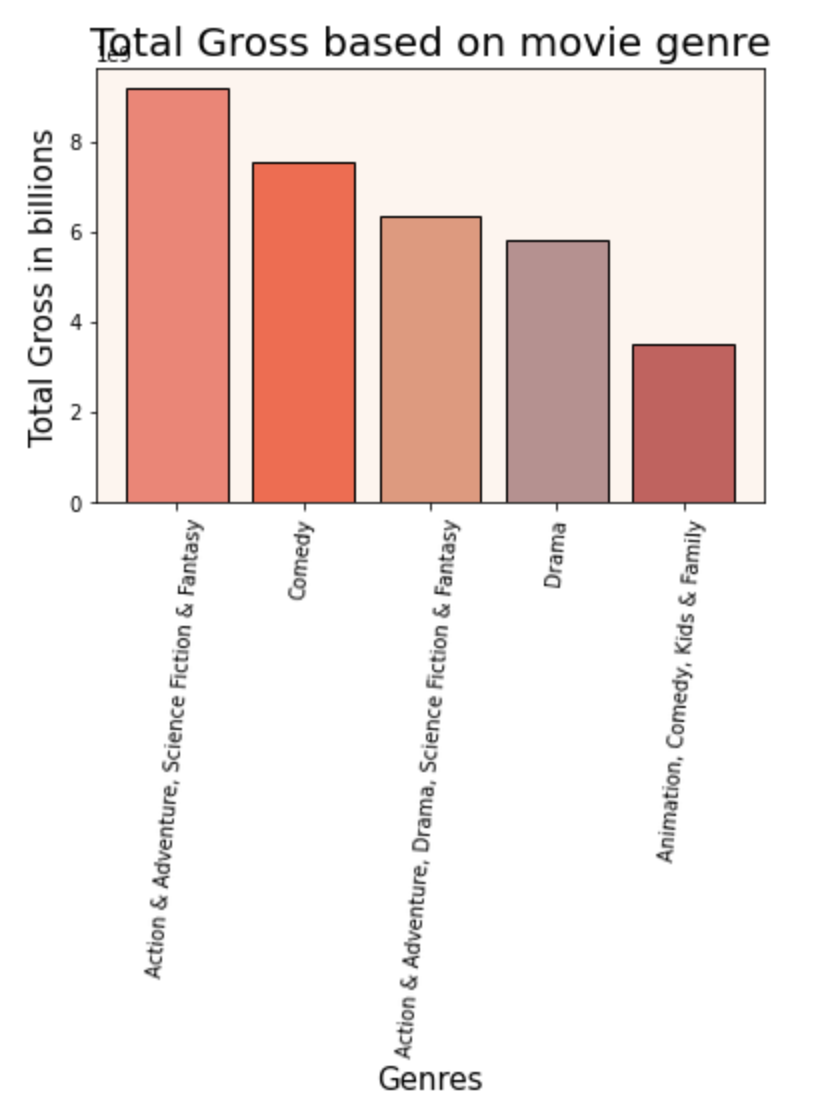 Total Gross based on movie genre
1e9
Total Gross in billions
8
6
4
2
0
Action & Adventure, Science Fiction & Fantasy
Comedy
Action & Adventure, Drama, Science Fiction & Fantasy
Drama
Animation, Comedy, Kids & Family
Genres